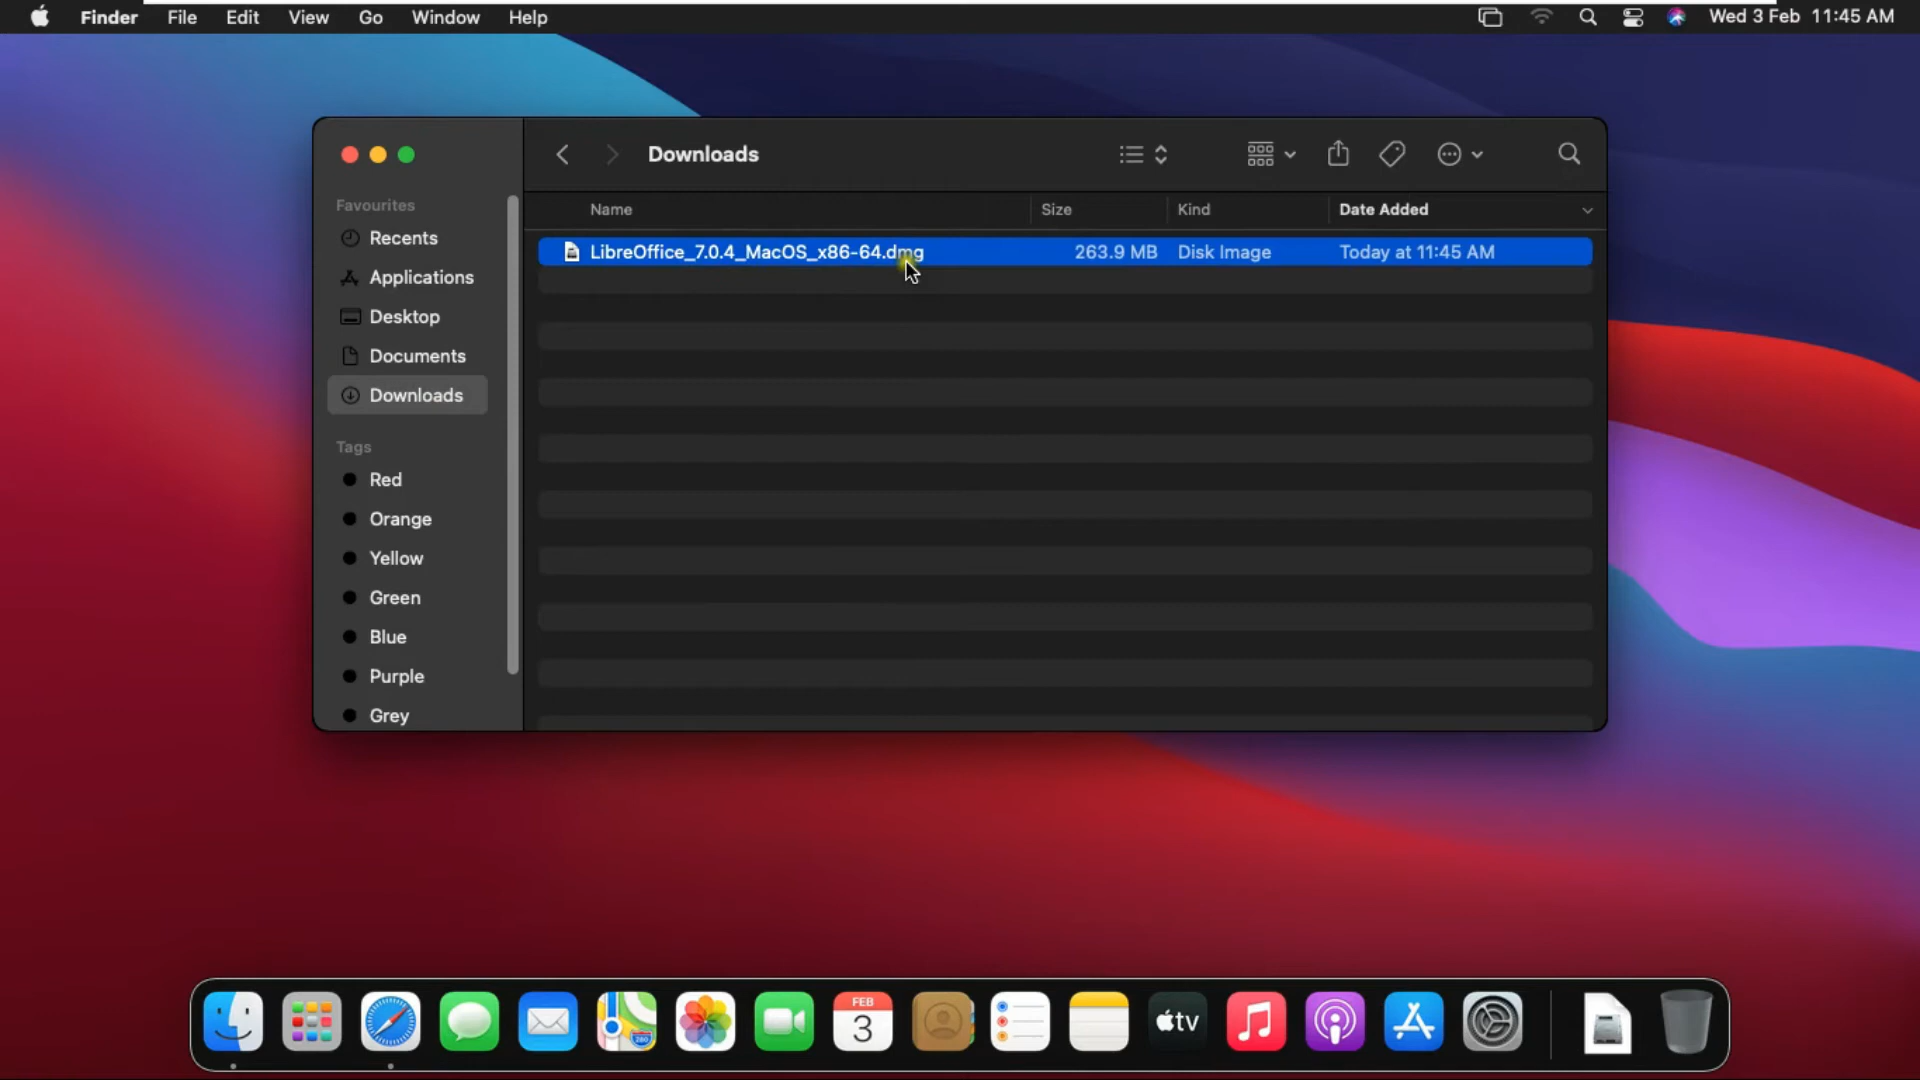 Finder File Edit View Go Window Help Wed 3 Feb 11:45 AM
Downloads
Favourites
Recents
Applications
Desktop
Documents
Downloads
Tags
Red
Orange
Yellow
Green
Blue
Purple
Grey
Name Size Kind Date Added
LibreOffice_7.0.4_MacOS_x86-64.dmg 263.9 MB Disk Image Today at 11:45 AM
FEB
3
280
tv